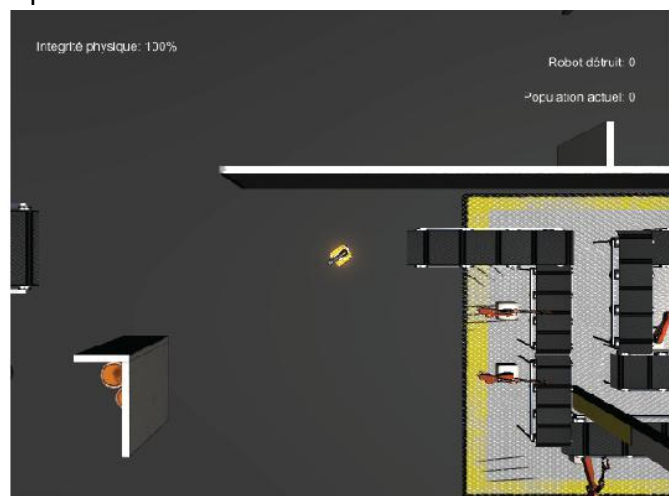 Integrité physique: 100%
Robot détruit: 0
Population actuel: 0